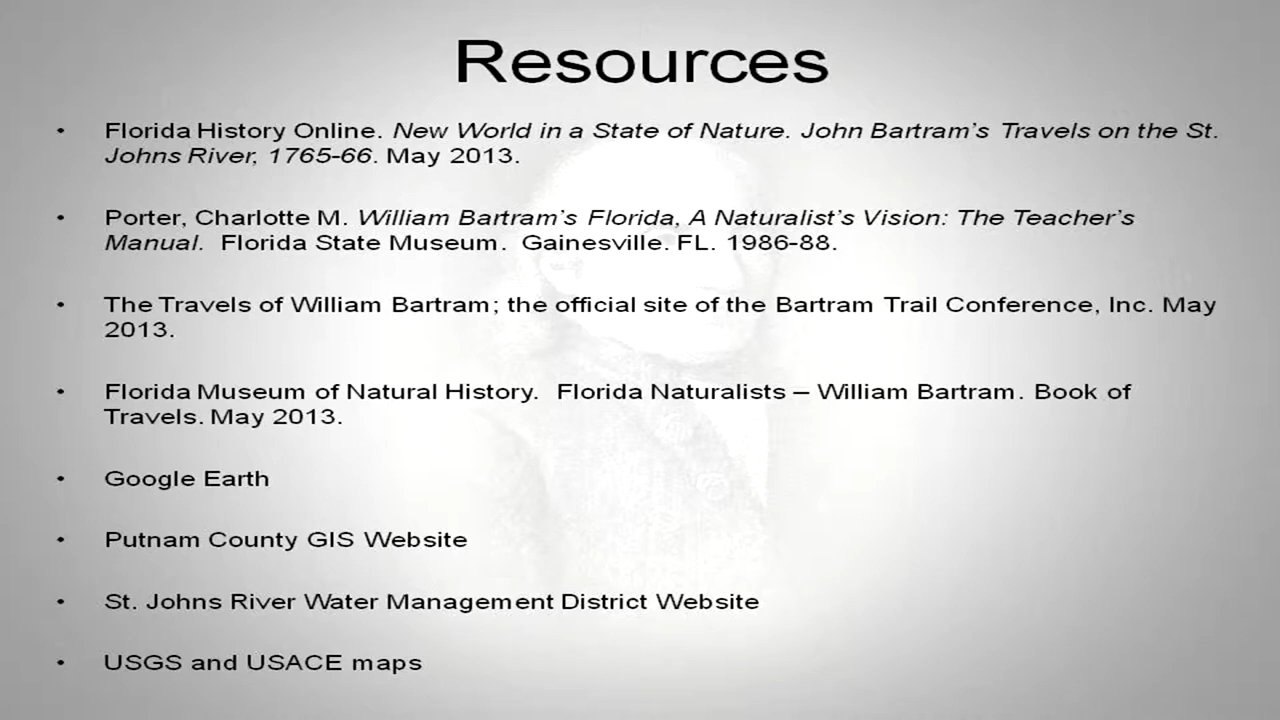 Resources
• Florida History Online. New World in a State of Nature. John Bartram's Travels on the St.
Johns River, 1765-66. May 2013.
• Porter, Charlotte M. William Bartram's Florida, A Naturalist's Vision: The Teacher's
Manual. Florida State Museum. Gainesville. FL. 1986-88.
• The Travels of William Bartram; the official site of the Bartram Trail Conference, Inc. May
2013.
• Florida Museum of Natural History. Florida Naturalists – William Bartram. Book of
Travels. May 2013.
• Google Earth
• Putnam County GIS Website
• St. Johns River Water Management District Website
• USGS and USACE maps